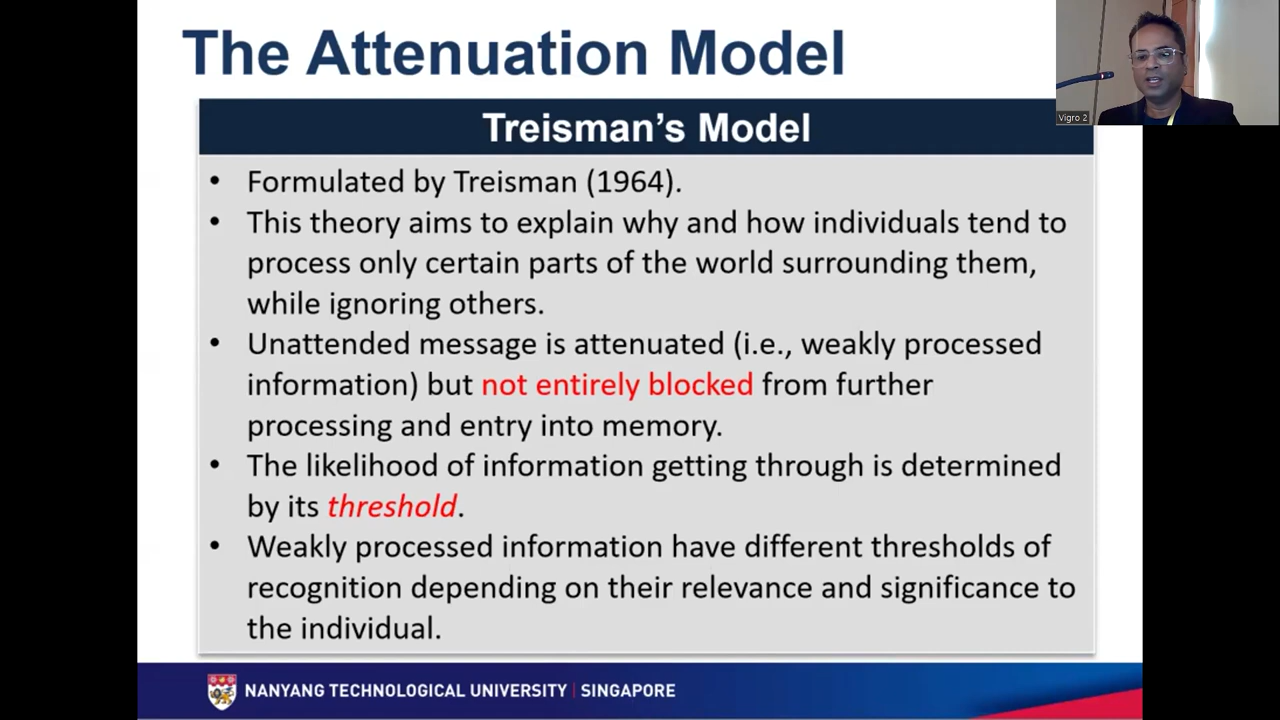 The Attenuation Model
Vigro 2
Treisman's Model
• Formulated by Treisman (1964).
• This theory aims to explain why and how individuals tend to
process only certain parts of the world surrounding them,
while ignoring others.
• Unattended message is attenuated (i.e., weakly processed
information) but not entirely blocked from further
processing and entry into memory.
• The likelihood of information getting through is determined
by its threshold.
• Weakly processed information have different thresholds of
recognition depending on their relevance and significance to
the individual.
NANYANG TECHNOLOGICAL UNIVERSITY | SINGAPORE